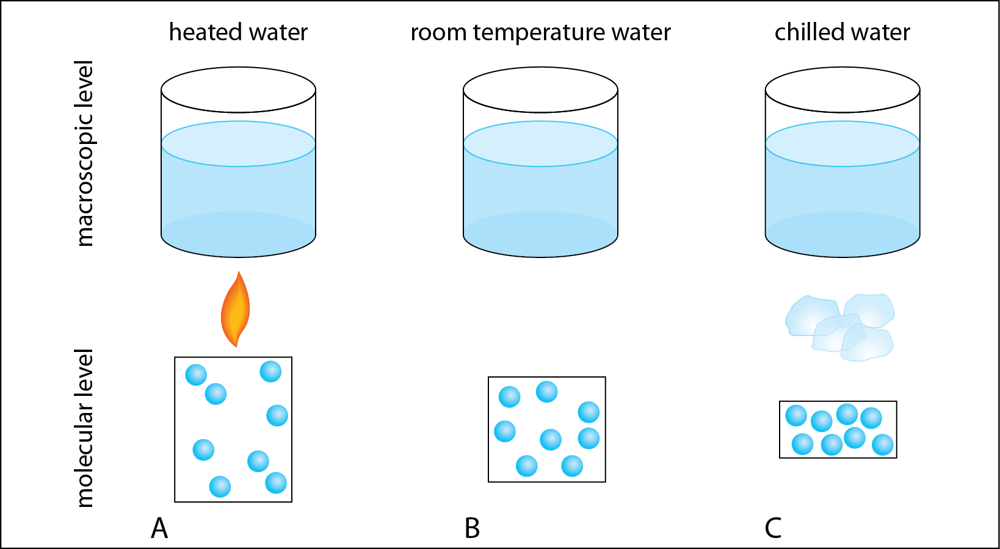 heated water
room temperature water
chilled water
macroscopic level
molecular level
A
B
C